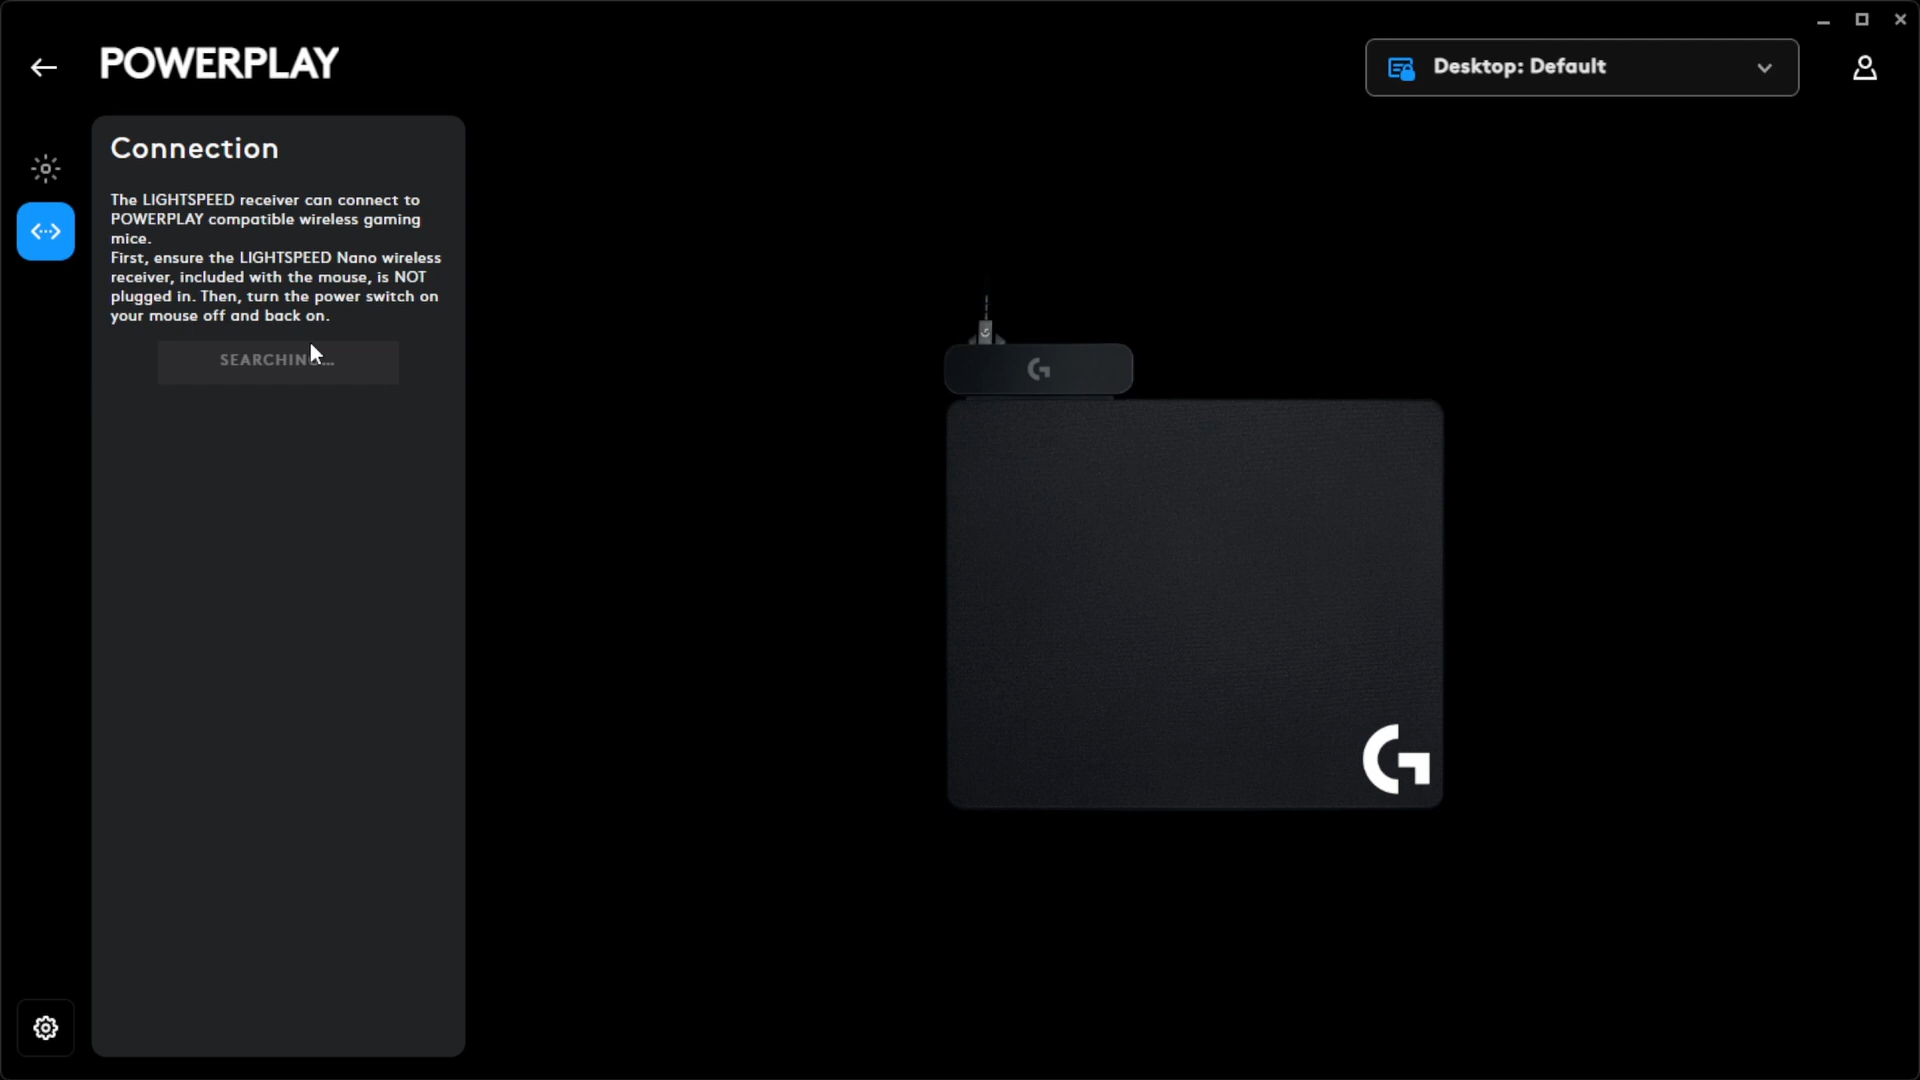 POWERPLAY
Desktop: Default
Connection
The LIGHTSPEED receiver can connect to
POWERPLAY compatible wireless gaming
mice.
First, ensure the LIGHTSPEED Nano wireless
receiver, included with the mouse, is NOT
plugged in. Then, turn the power switch on
your mouse off and back on.
SEARCHING...